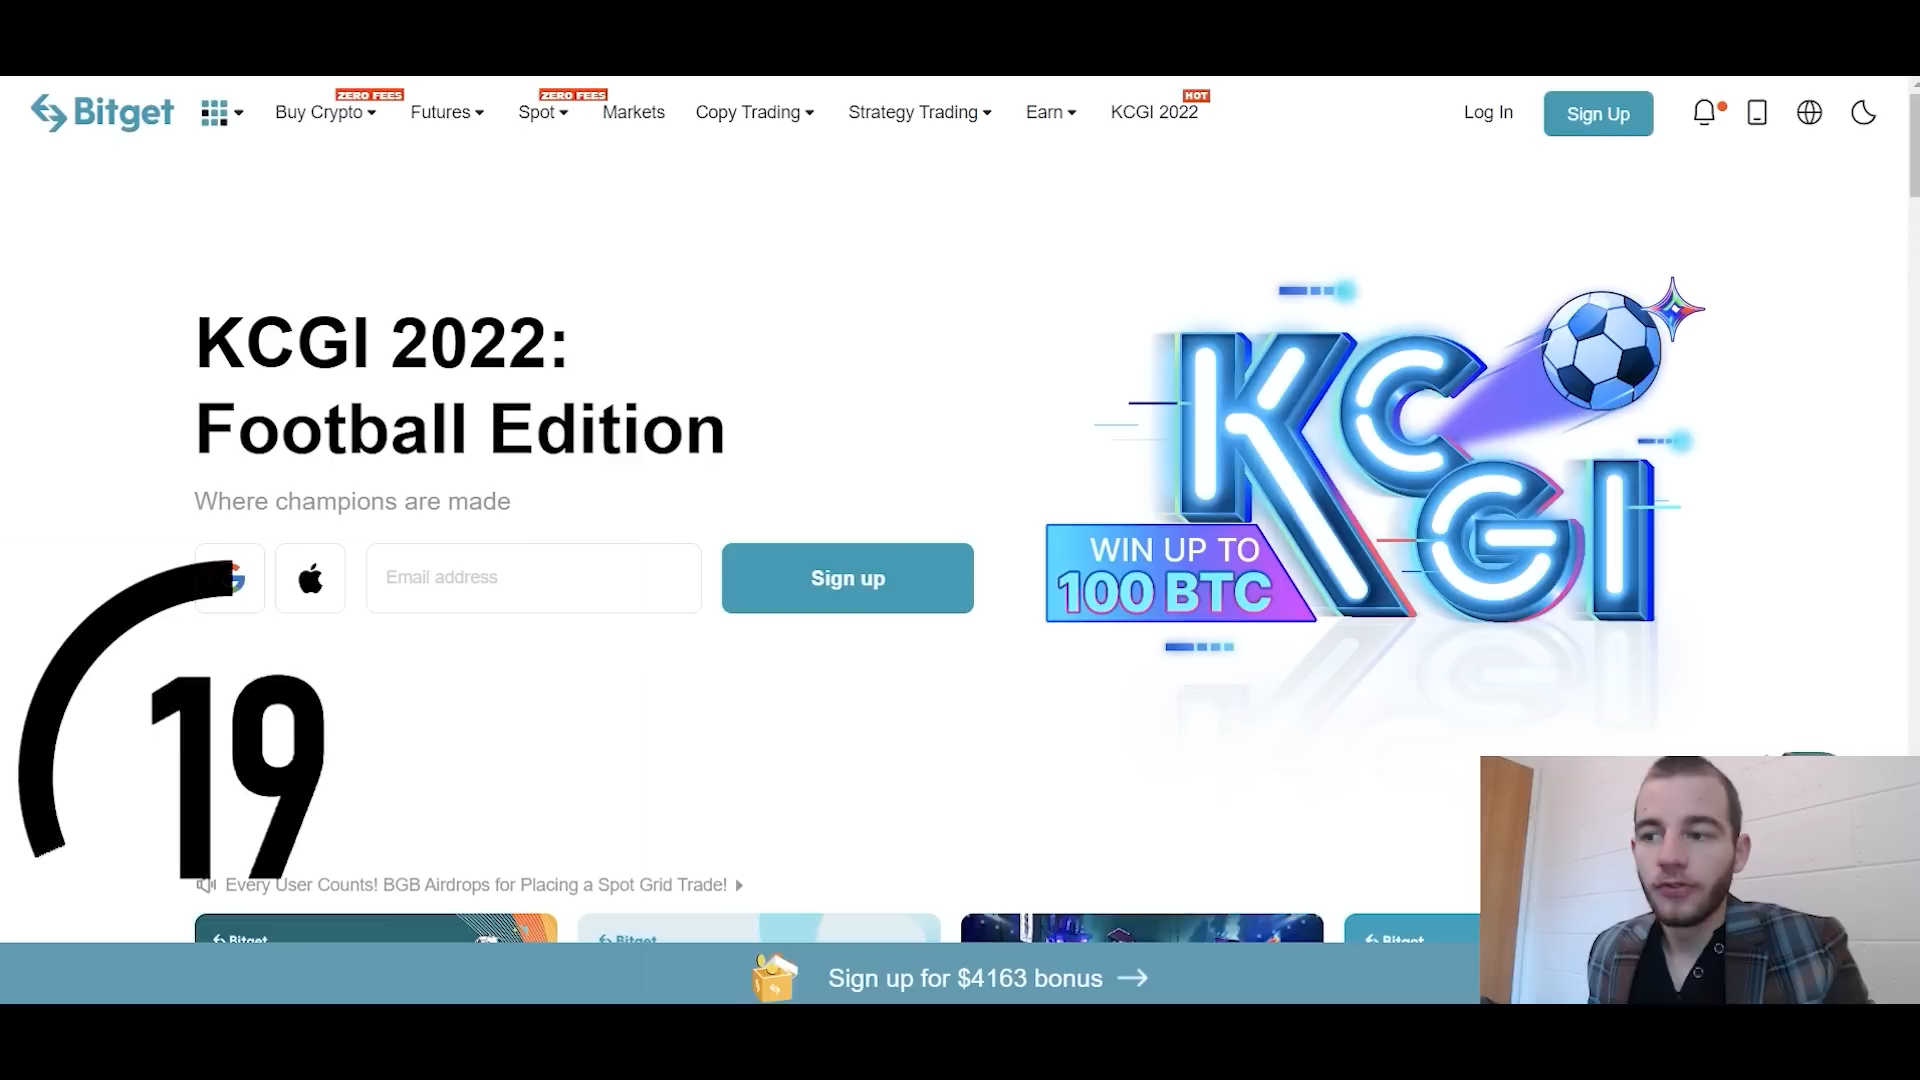 Bitget
Buy Crypto
ZERO FEES
Futures
Spot
ZERO FEES
Markets
Copy Trading
Strategy Trading
Earn
KCGI 2022
HOT
Log In
Sign Up
KCGI 2022:
Football Edition
Where champions are made
Email address
Sign up
KCGI
WIN UP TO
100 BTC
19
Every User Counts! BGB Airdrops for Placing a Spot Grid Trade!
Bitget
Bitget
Bitget
Sign up for $4163 bonus